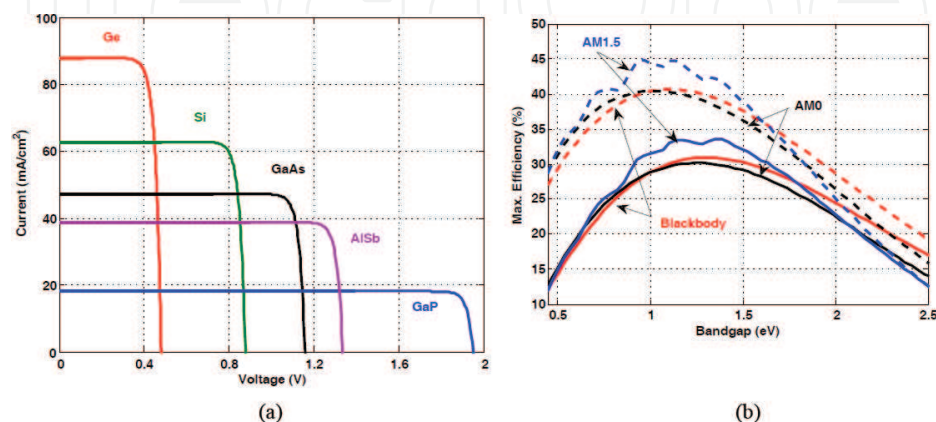 100
80
60
40
20
0
Current (mA/cm²)
Ge
Si
GaAs
AlSb
GaP
0 0.4 0.8 1.2 1.6 2
Voltage (V)
(a)
50
45
40
35
30
25
20
15
10
Max. Efficiency (%)
AM1.5
AM0
Blackbody
0.5 1 1.5 2 2.5
Bandgap (eV)
(b)